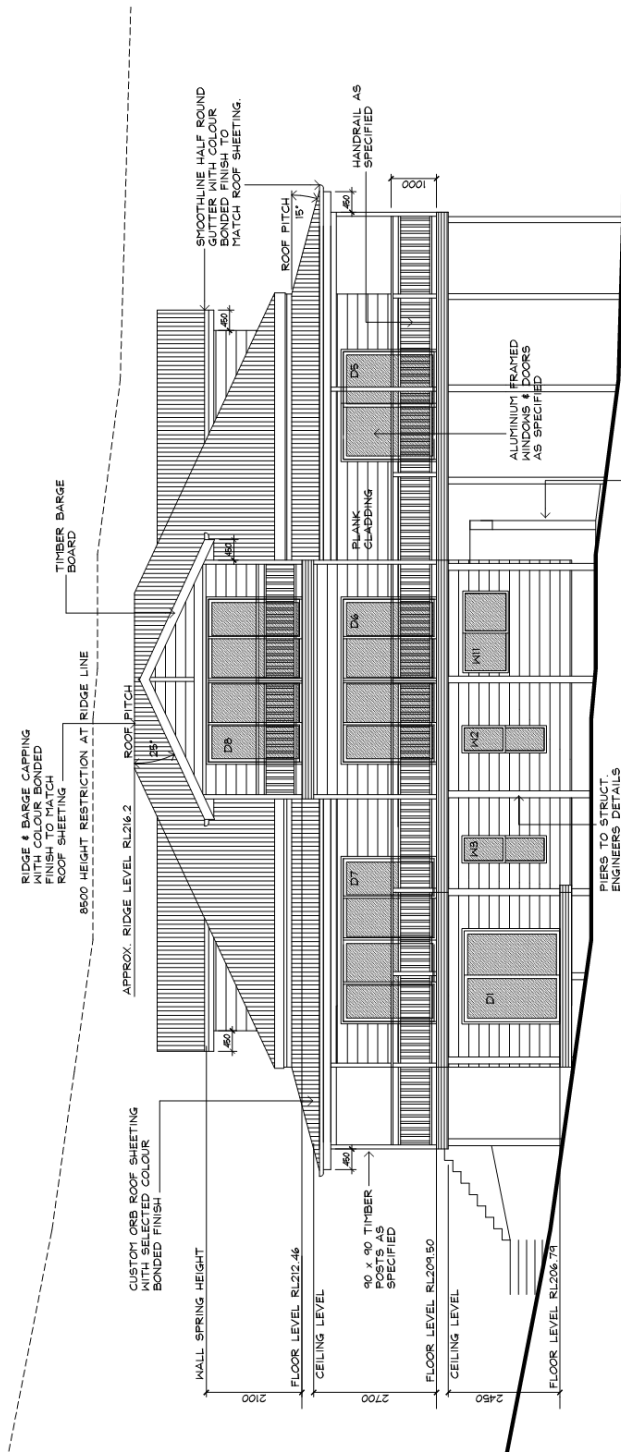 RIDGE & BARGE CAPPING
WITH COLOUR BONDED
FINISH TO MATCH
ROOF SHEETING
8500 HEIGHT RESTRICTION AT RIDGE LINE
TIMBER BARGE
BOARD
APPROX. RIDGE LEVEL RL216.2
ROOF PITCH
25°
SMOOTHLINE HALF ROUND
GUTTER WITH COLOUR
BONDED FINISH TO
MATCH ROOF SHEETING.
ROOF PITCH
15°
CUSTOM ORB ROOF SHEETING
WITH SELECTED COLOUR
BONDED FINISH
WALL SPRING HEIGHT
450
450
450
2100
FLOOR LEVEL RL212.46
CEILING LEVEL
D8
450
450
90 x 90 TIMBER
POSTS AS
SPECIFIED
2700
D7
D6
PLANK
CLADDING
D5
HANDRAIL AS
SPECIFIED
1000
FLOOR LEVEL RL209.50
CEILING LEVEL
ALUMINIUM FRAMED
WINDOWS & DOORS
AS SPECIFIED
2450
D1
W3
W2
W11
FLOOR LEVEL RL206.79
PIERS TO STRUCT.
ENGINEERS DETAILS